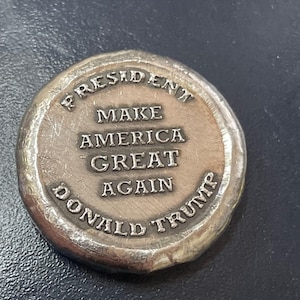 PRESIDENT
MAKE
AMERICA
GREAT
AGAIN
DONALD TRUMP